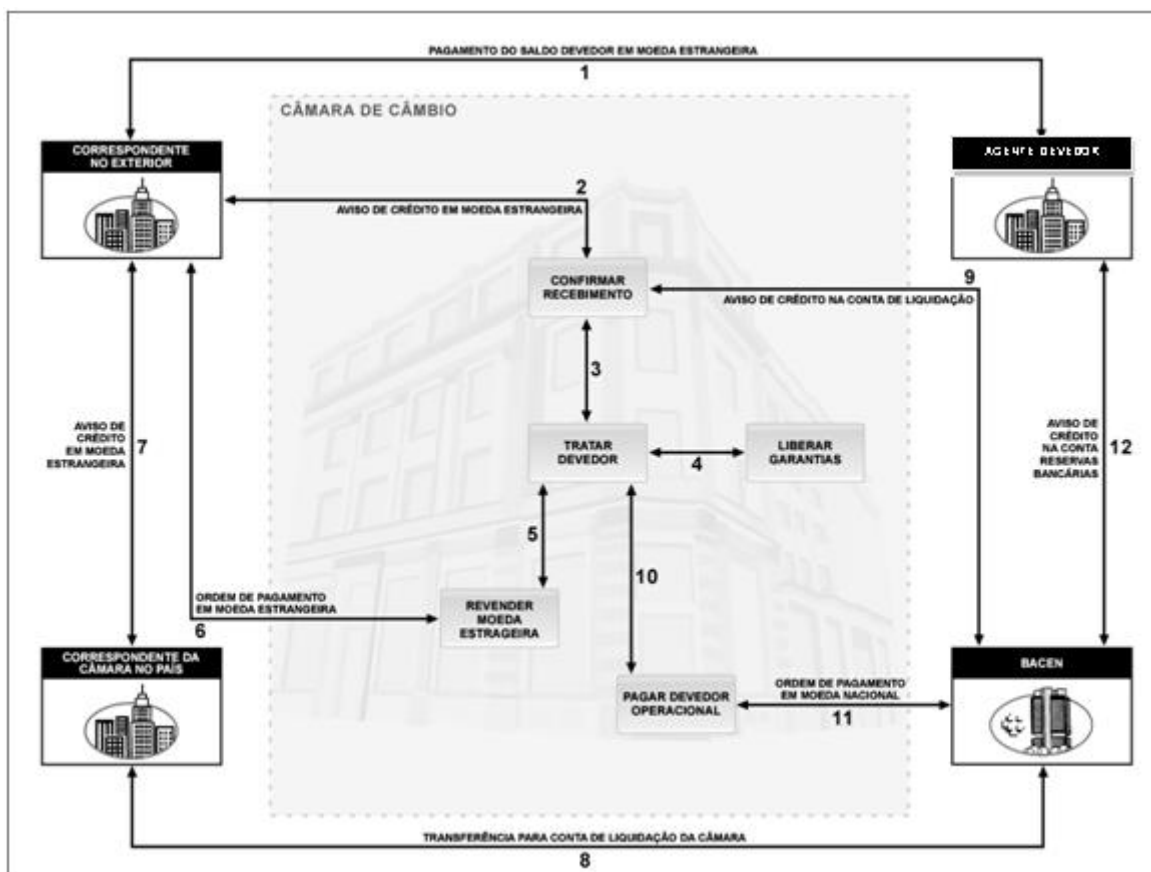 PAGAMENTO DO SALDO DEVEDOR EM MOEDA ESTRANGEIRA
1
CÂMARA DE CÂMBIO
CORRESPONDENTE
NO EXTERIOR
AGENTE DEVEDOR
2
AVISO DE CRÉDITO EM MOEDA ESTRANGEIRA
CONFIRMAR
RECEBIMENTO
9
AVISO DE CRÉDITO NA CONTA DE LIQUIDAÇÃO
3
AVISO DE
CRÉDITO
EM MOEDA
ESTRANGEIRA
7
TRATAR
DEVEDOR
4
LIBERAR
GARANTIAS
AVISO DE
CRÉDITO
NA CONTA
RESERVAS
BANCÁRIAS
12
5
10
ORDEM DE PAGAMENTO
EM MOEDA ESTRANGEIRA
6
REVENDER
MOEDA
ESTRAGEIRA
CORRESPONDENTE DA
CÂMARA NO PAÍS
PAGAR DEVEDOR
OPERACIONAL
ORDEM DE PAGAMENTO
EM MOEDA NACIONAL
11
BACEN
TRANSFERÊNCIA PARA CONTA DE LIQUIDAÇÃO DA CÂMARA
8